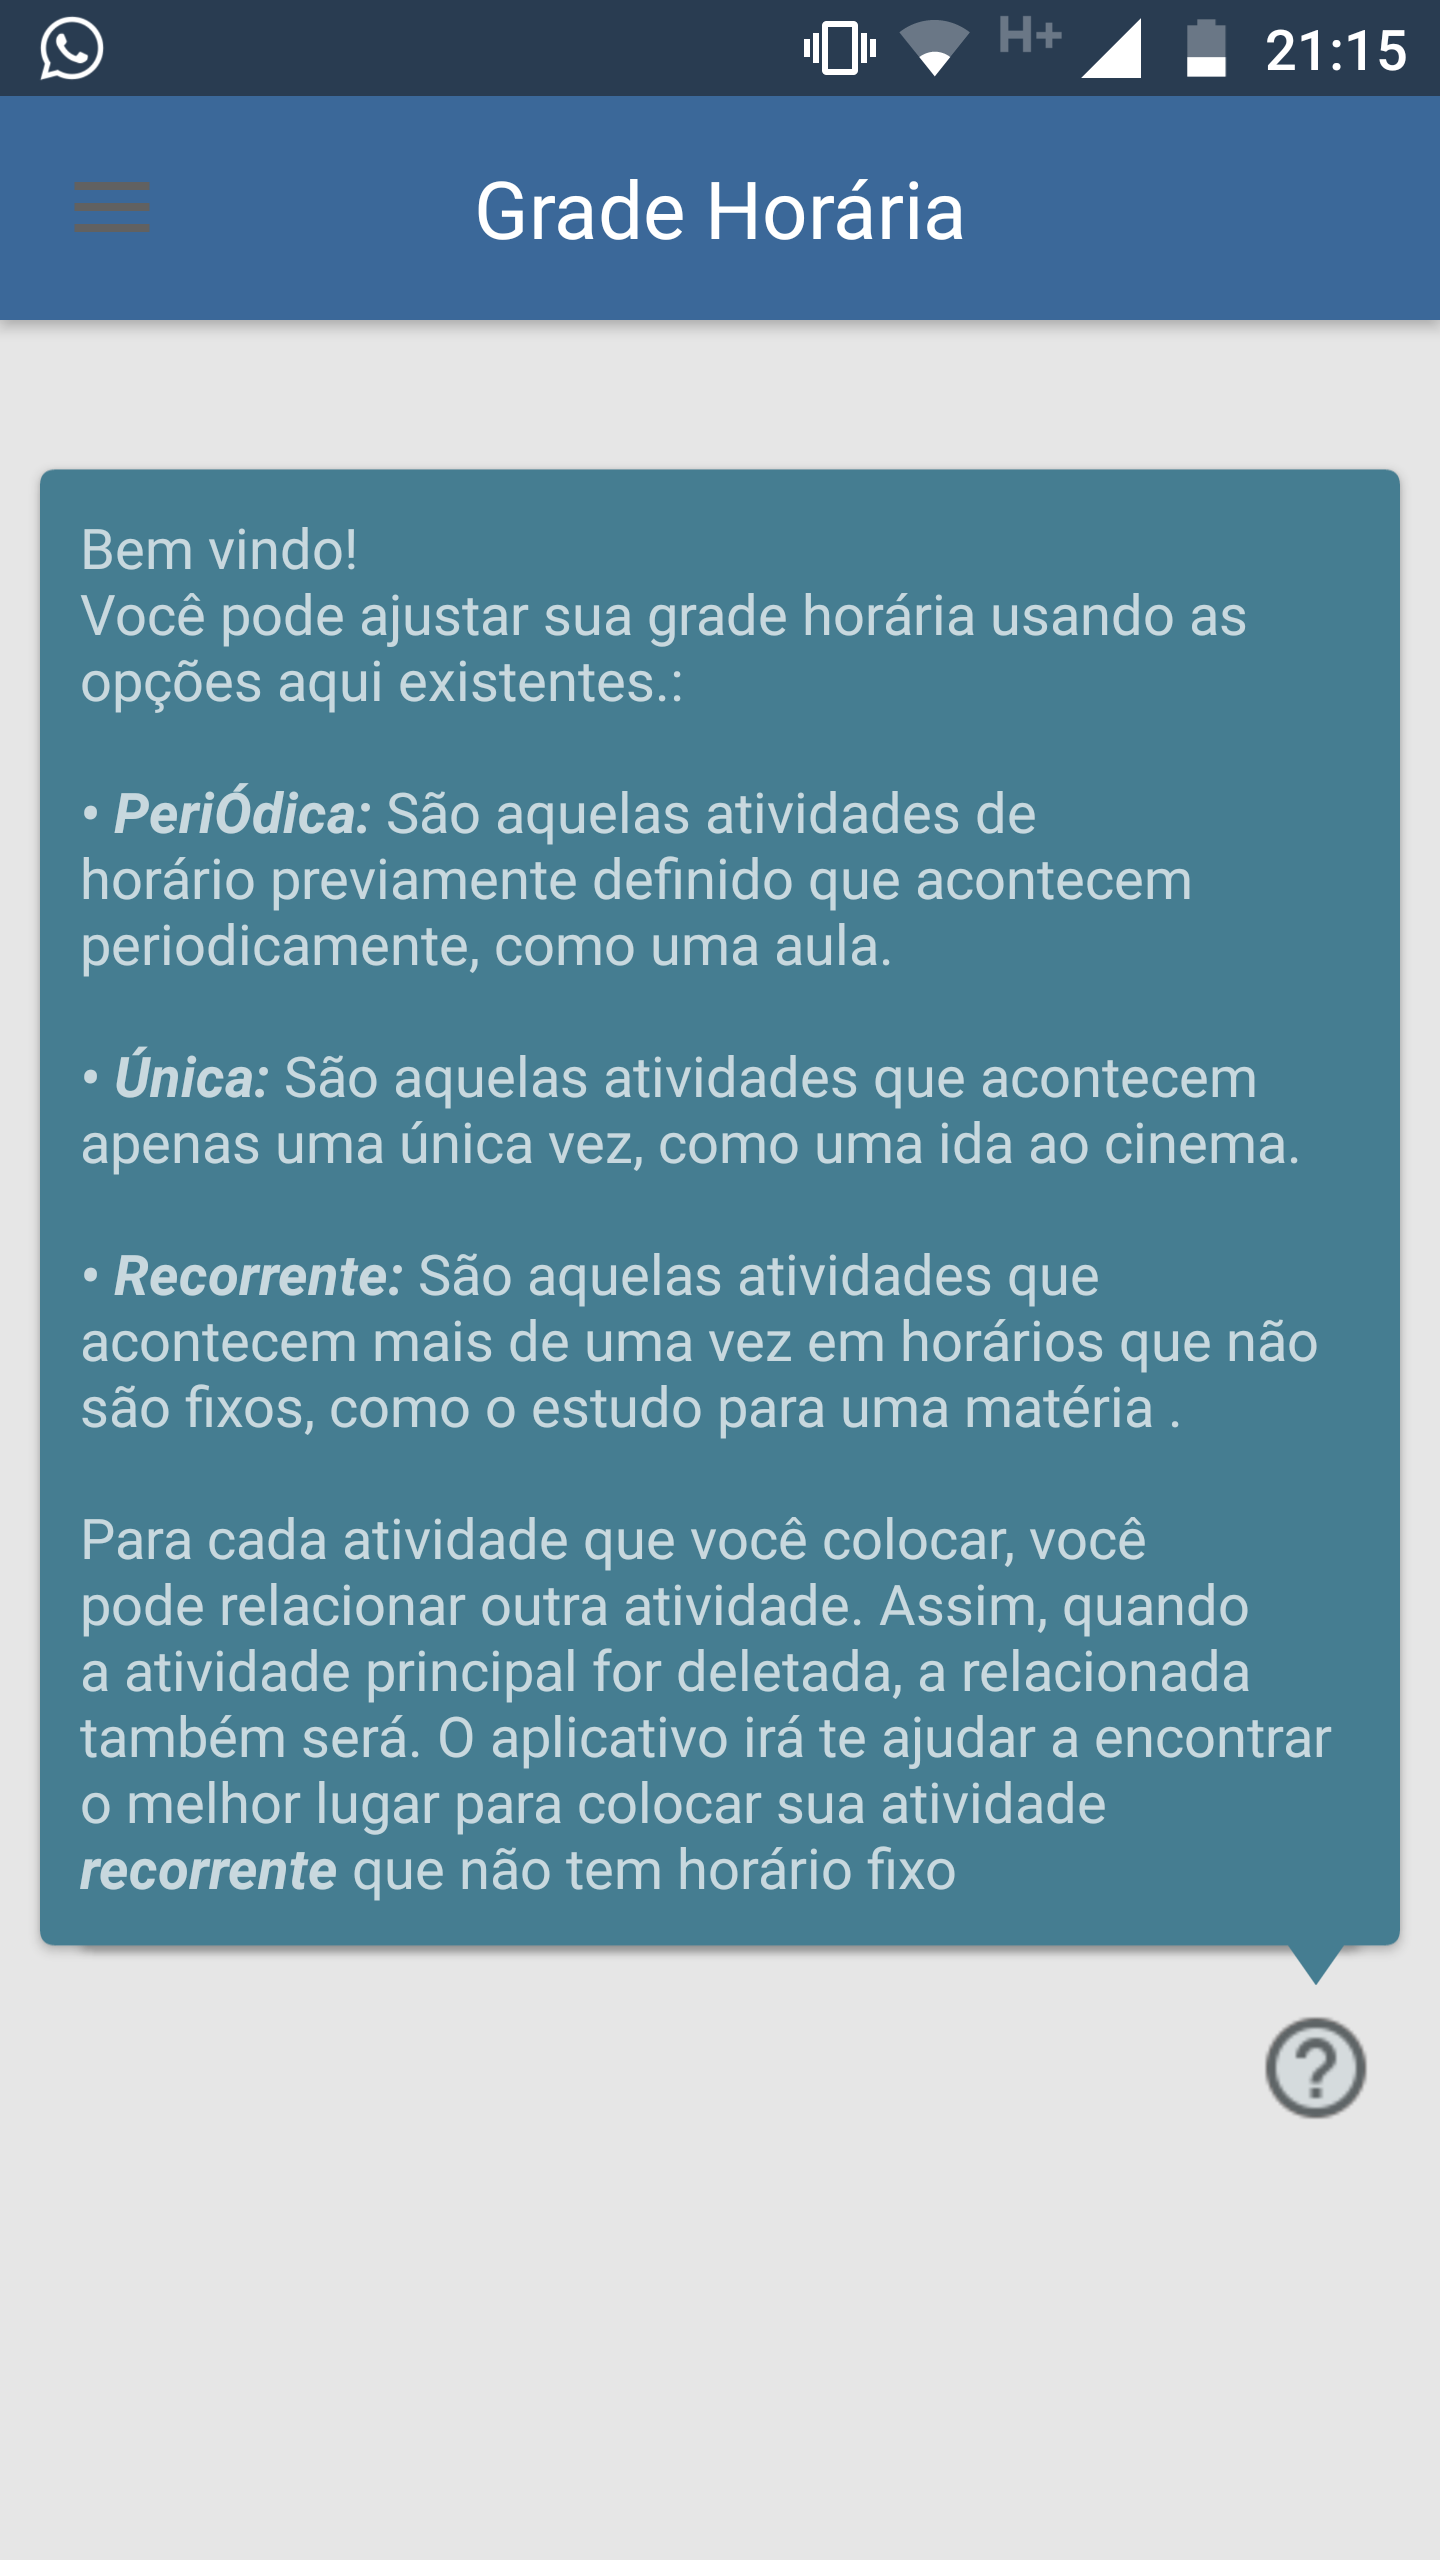 H+ 21:15
Grade Horária
Bem vindo!
Você pode ajustar sua grade horária usando as
opções aqui existentes.:
• PeriÓdica: São aquelas atividades de
horário previamente definido que acontecem
periodicamente, como uma aula.
• Única: São aquelas atividades que acontecem
apenas uma única vez, como uma ida ao cinema.
• Recorrente: São aquelas atividades que
acontecem mais de uma vez em horários que não
são fixos, como o estudo para uma matéria .
Para cada atividade que você colocar, você
pode relacionar outra atividade. Assim, quando
a atividade principal for deletada, a relacionada
também será. O aplicativo irá te ajudar a encontrar
o melhor lugar para colocar sua atividade
recorrente que não tem horário fixo
?